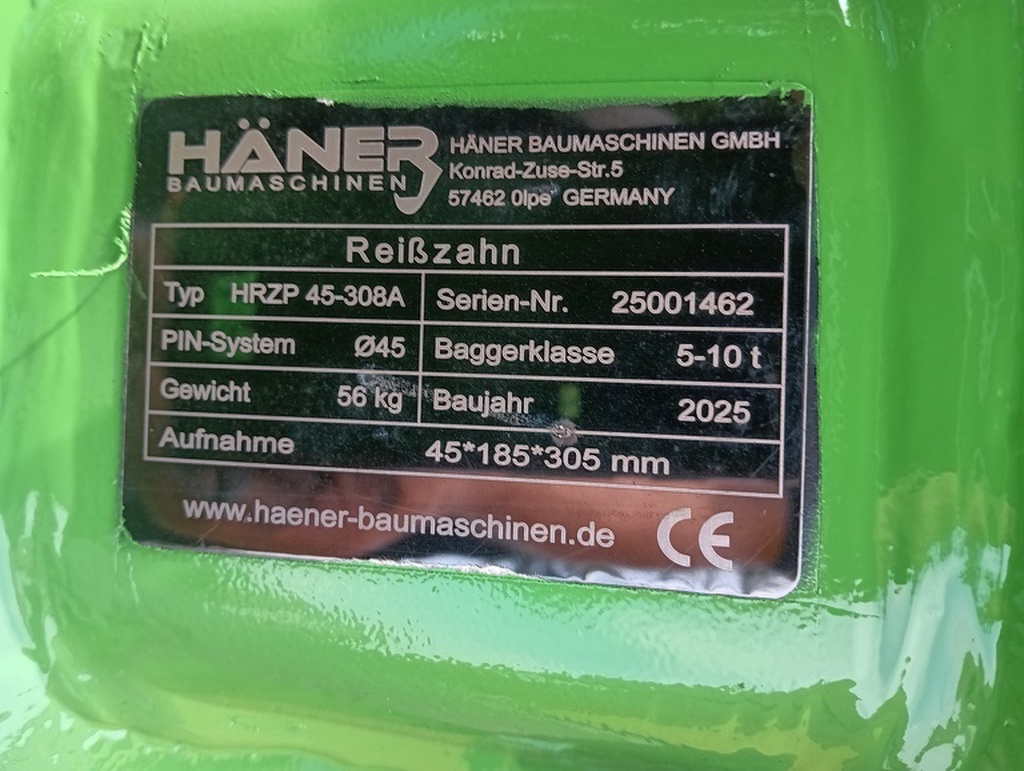 HÄNER
BAUMASCHINEN
HÄNER BAUMASCHINEN GMBH
Konrad-Zuse-Str.5
57462 Olpe GERMANY
Reißzahn
Typ HRZP 45-308A Serien-Nr. 25001462
PIN-System Ø45 Baggerklasse 5-10 t
Gewicht 56 kg Baujahr 2025
Aufnahme 45*185*305 mm
www.haener-baumaschinen.de CE